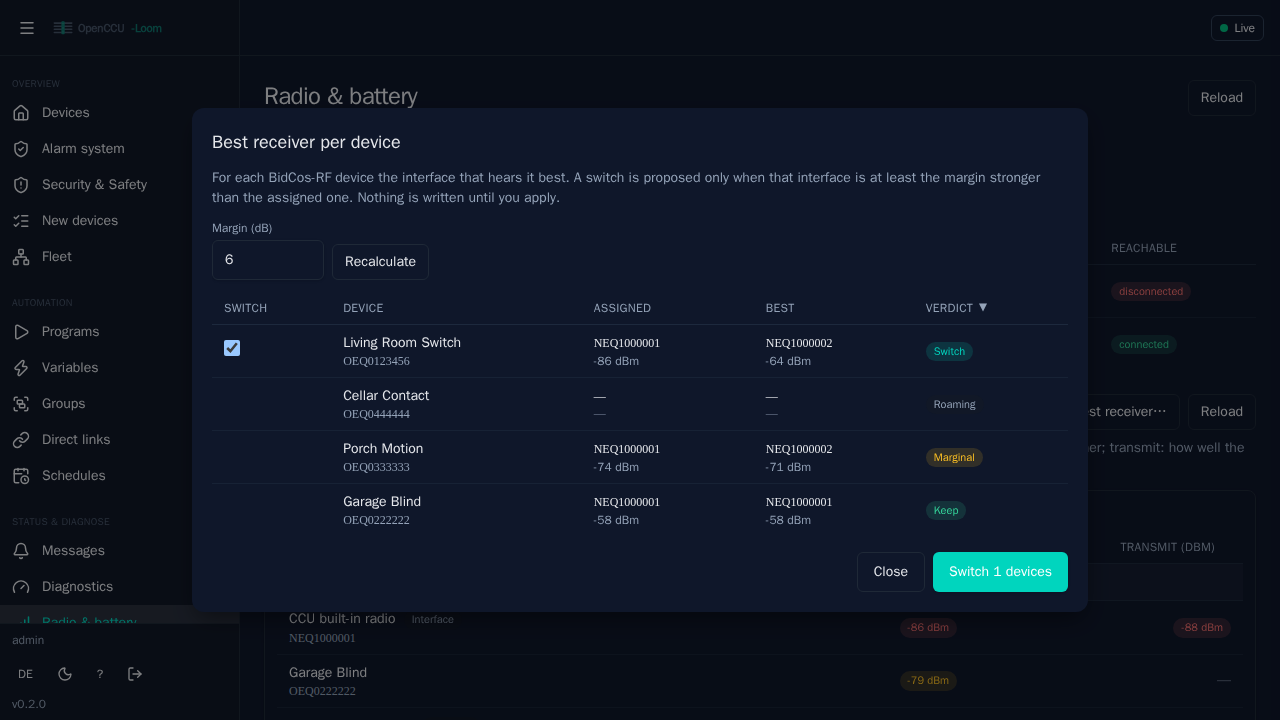 OpenCCU -Loom
Live
OVERVIEW
Devices
Alarm system
Security & Safety
New devices
Fleet
AUTOMATION
Programs
Variables
Groups
Direct links
Schedules
STATUS & DIAGNOSE
Messages
Diagnostics
Radio & battery
admin
DE
?
v0.2.0
Radio & battery
Reload
REACHABLE
disconnected
connected
est receiver⋯
Reload
er; transmit: how well the
TRANSMIT (DBM)
CCU built-in radio Interface
NEQ1000001
-86 dBm
-88 dBm
Garage Blind
OEQ0222222
-79 dBm
—
Best receiver per device
For each BidCos-RF device the interface that hears it best. A switch is proposed only when that interface is at least the margin stronger
than the assigned one. Nothing is written until you apply.
Margin (dB)
6
Recalculate
SWITCH DEVICE ASSIGNED BEST VERDICT ▼
Living Room Switch NEQ1000001 NEQ1000002 Switch
OEQ0123456 -86 dBm -64 dBm
Cellar Contact — — Roaming
OEQ0444444 — —
Porch Motion NEQ1000001 NEQ1000002 Marginal
OEQ0333333 -74 dBm -71 dBm
Garage Blind NEQ1000001 NEQ1000001 Keep
OEQ0222222 -58 dBm -58 dBm
Close
Switch 1 devices